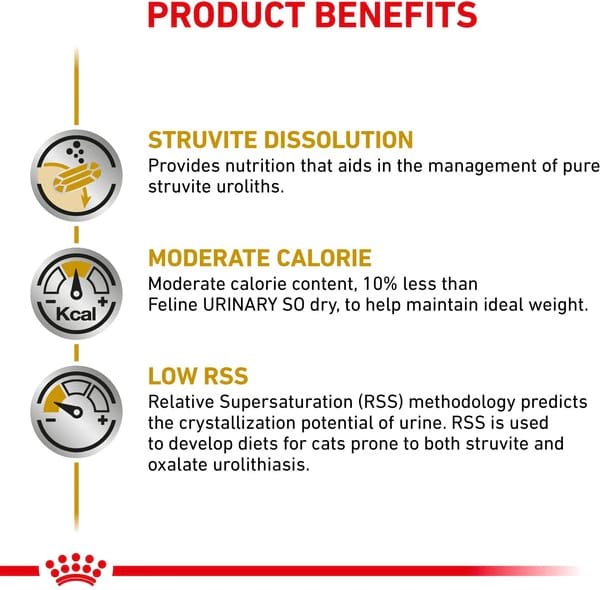 PRODUCT BENEFITS
STRUVITE DISSOLUTION
Provides nutrition that aids in the management of pure
struvite uroliths.
MODERATE CALORIE
Moderate calorie content, 10% less than
Feline URINARY SO dry, to help maintain ideal weight.
- +
Kcal
LOW RSS
Relative Supersaturation (RSS) methodology predicts
the crystallization potential of urine. RSS is used
to develop diets for cats prone to both struvite and
oxalate urolithiasis.
- +